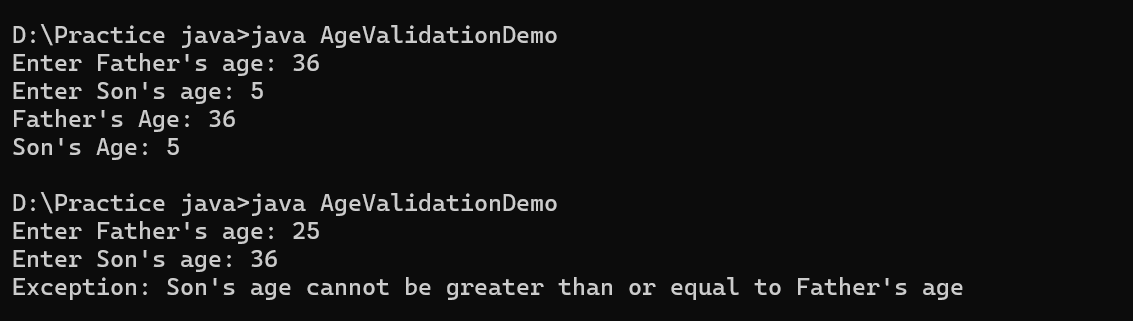 D:\Practice java>java AgeValidationDemo
Enter Father's age: 36
Enter Son's age: 5
Father's Age: 36
Son's Age: 5
D:\Practice java>java AgeValidationDemo
Enter Father's age: 25
Enter Son's age: 36
Exception: Son's age cannot be greater than or equal to Father's age